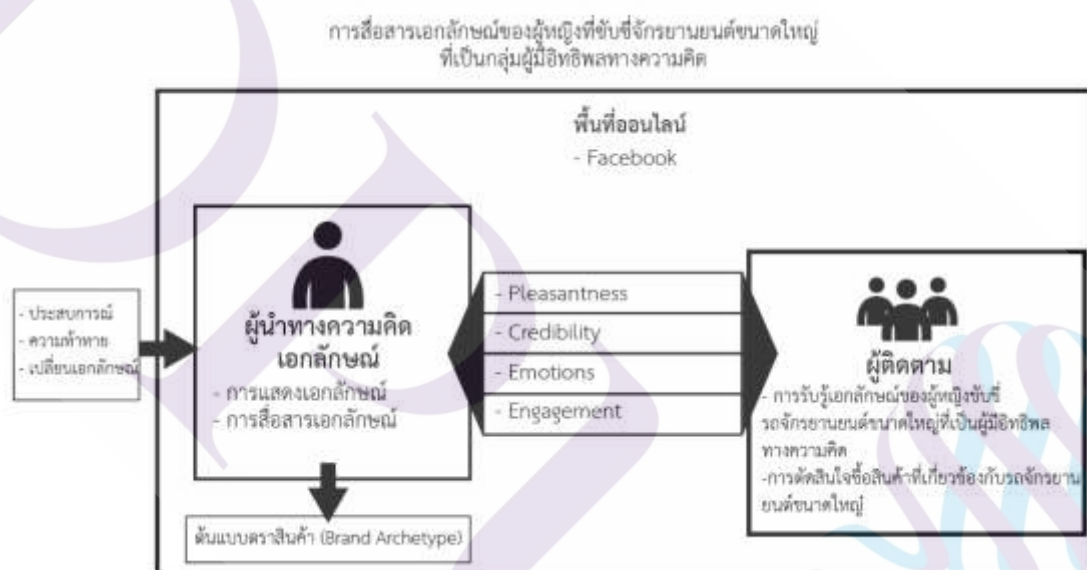 การสื่อสารเอกลักษณ์ของผู้หญิงที่ขับขี่จักรยานยนต์ขนาดใหญ่
ที่เป็นกลุ่มผู้มีอิทธิพลทางความคิด
พื้นที่ออนไลน์
- Facebook
- ประสบการณ์
- ความท้าทาย
- เปลี่ยนเอกลักษณ์
ผู้นำทางความคิด
เอกลักษณ์
- การแสดงเอกลักษณ์
- การสื่อสารเอกลักษณ์
ต้นแบบตราสินค้า (Brand Archetype)
- Pleasantness
- Credibility
- Emotions
- Engagement
ผู้ติดตาม
- การรับรู้เอกลักษณ์ของผู้หญิงขับขี่
รถจักรยานยนต์ขนาดใหญ่ที่เป็นผู้มีอิทธิพล
ทางความคิด
-การตัดสินใจซื้อสินค้าที่เกี่ยวข้องกับรถจักรยาน
ยนต์ขนาดใหญ่